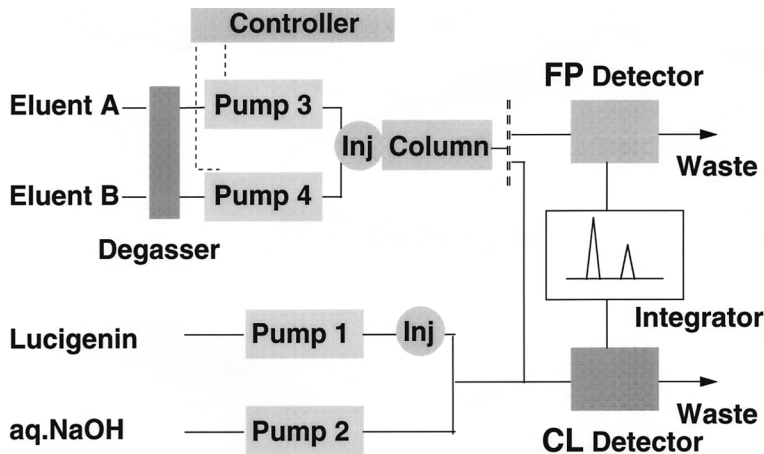 Controller
FP Detector
Eluent A
Pump 3
Inj
Column
Waste
Eluent B
Pump 4
Degasser
Integrator
Lucigenin
Pump 1
Inj
Waste
aq.NaOH
Pump 2
CL Detector